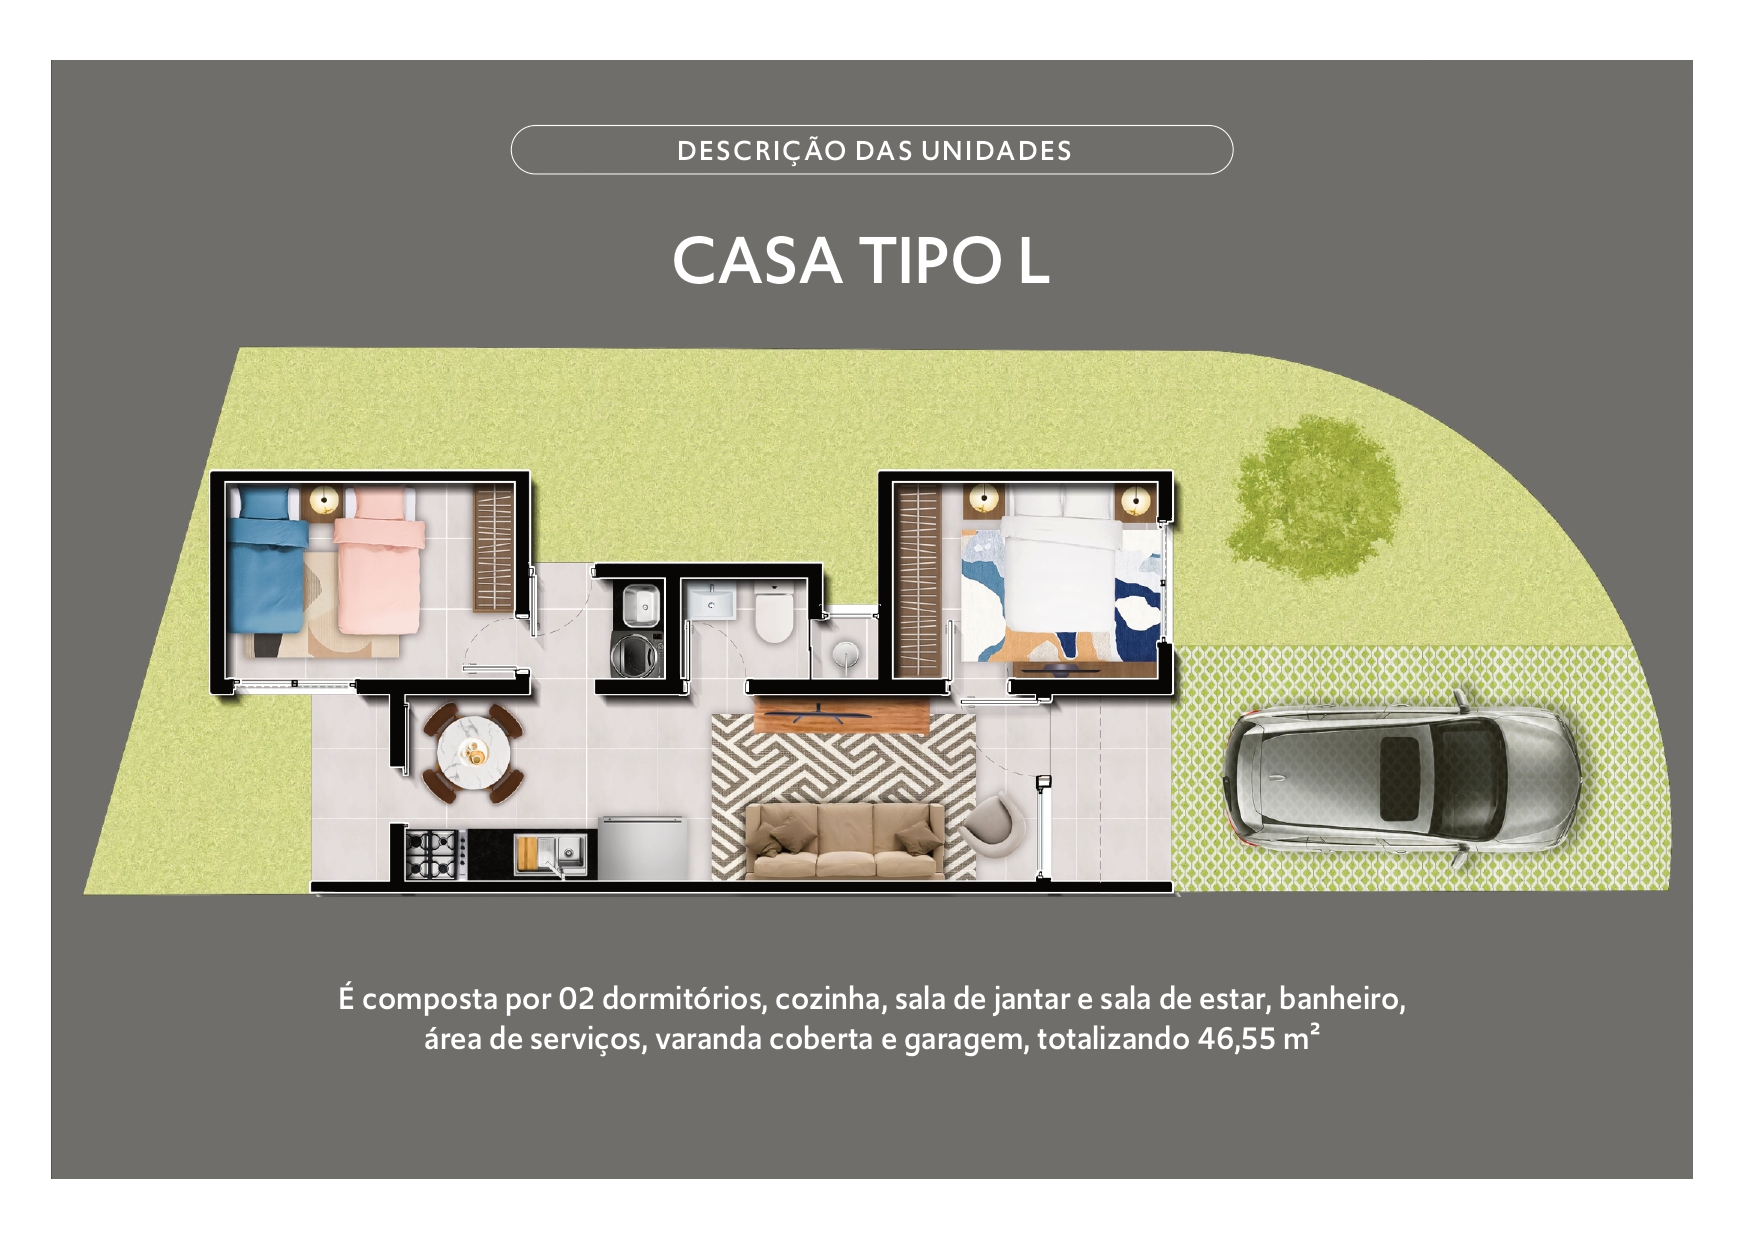 DESCRIÇÃO DAS UNIDADES
CASA TIPO L
É composta por 02 dormitórios, cozinha, sala de jantar e sala de estar, banheiro,
área de serviços, varanda coberta e garagem, totalizando 46,55 m²